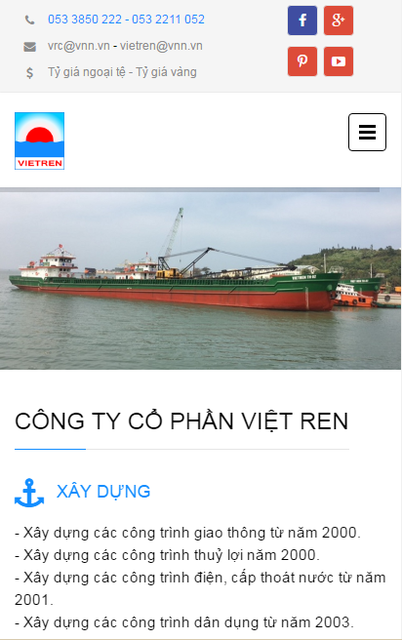 053 3850 222 - 053 2211 052
vrc@vnn.vn - vietren@vnn.vn
$ Tỷ giá ngoại tệ - Tỷ giá vàng
VIETREN
CÔNG TY CỔ PHẦN VIỆT REN
XÂY DỰNG
- Xây dựng các công trình giao thông từ năm 2000.
- Xây dựng các công trình thuỷ lợi năm 2000.
- Xây dựng các công trình điện, cấp thoát nước từ năm
2001.
- Xây dựng các công trình dân dụng từ năm 2003.